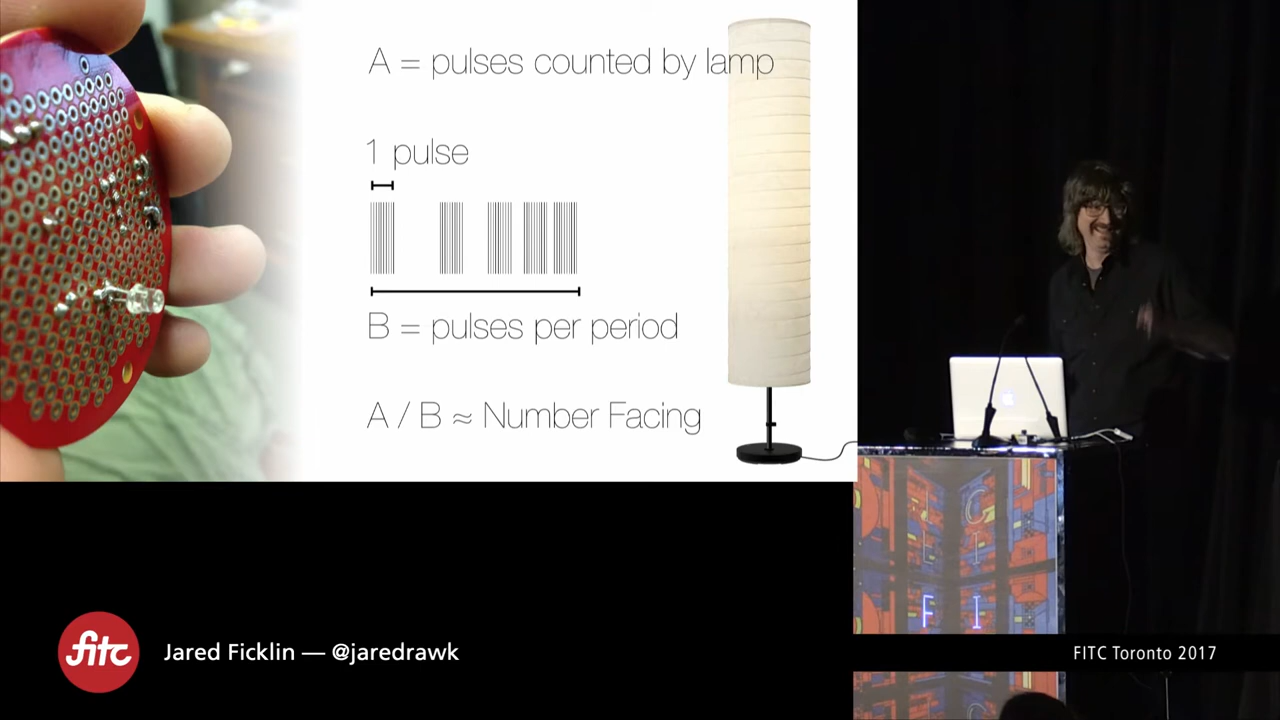 A = pulses counted by lamp
1 pulse
B = pulses per period
A / B ≈ Number Facing
F I
fitc
Jared Ficklin — @jaredrawk
FITC Toronto 2017